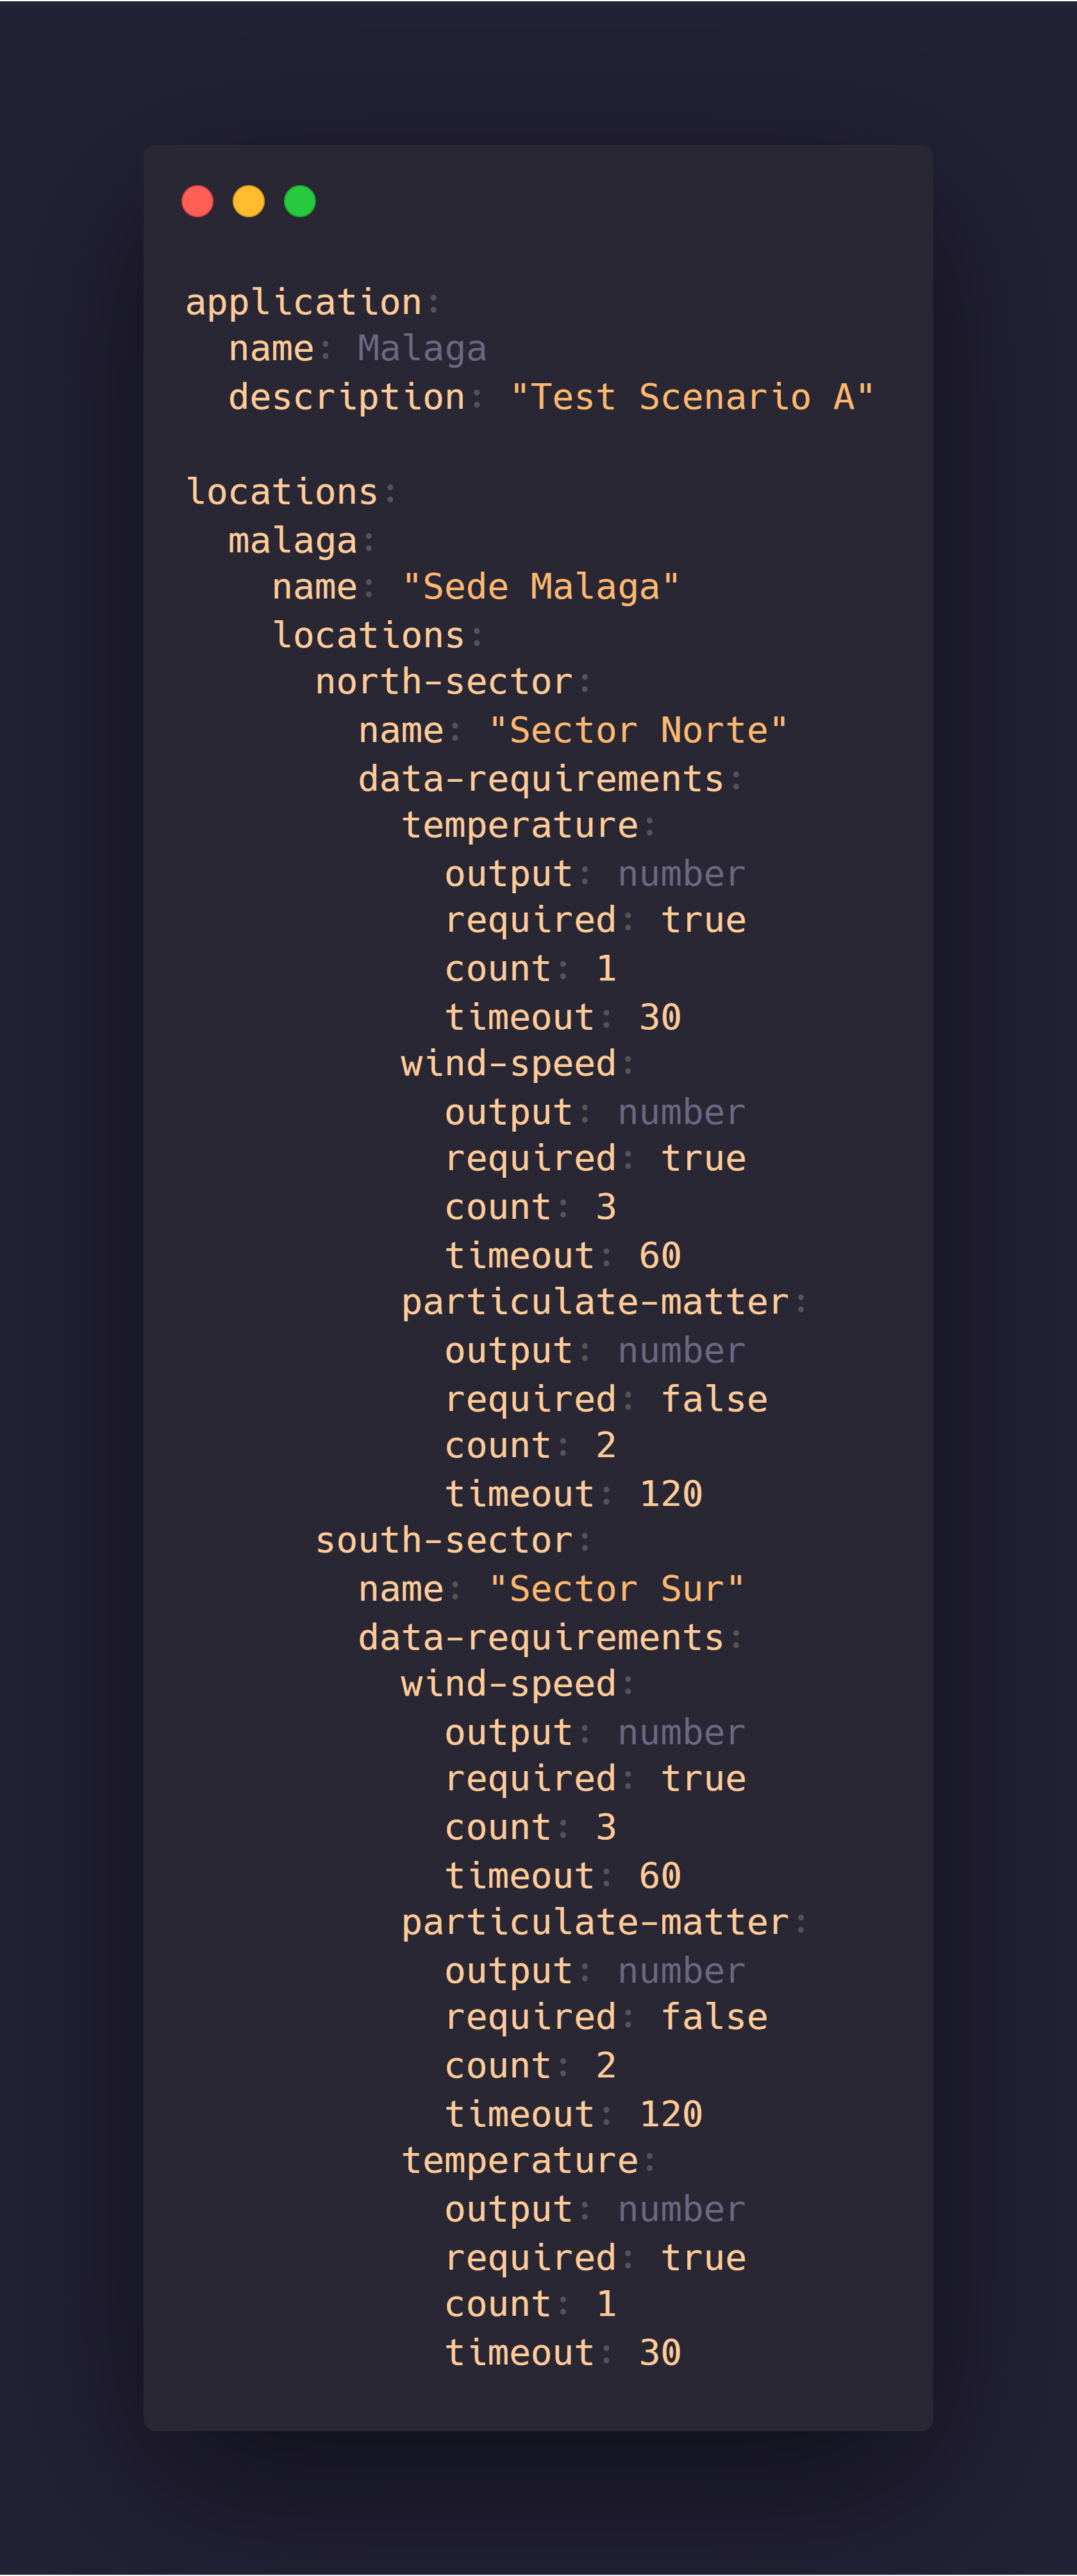 application:
  name: Malaga
  description: "Test Scenario A"

locations:
  malaga:
    name: "Sede Malaga"
    locations:
      north-sector:
        name: "Sector Norte"
        data-requirements:
          temperature:
            output: number
            required: true
            count: 1
            timeout: 30
          wind-speed:
            output: number
            required: true
            count: 3
            timeout: 60
          particulate-matter:
            output: number
            required: false
            count: 2
            timeout: 120
      south-sector:
        name: "Sector Sur"
        data-requirements:
          wind-speed:
            output: number
            required: true
            count: 3
            timeout: 60
          particulate-matter:
            output: number
            required: false
            count: 2
            timeout: 120
          temperature:
            output: number
            required: true
            count: 1
            timeout: 30